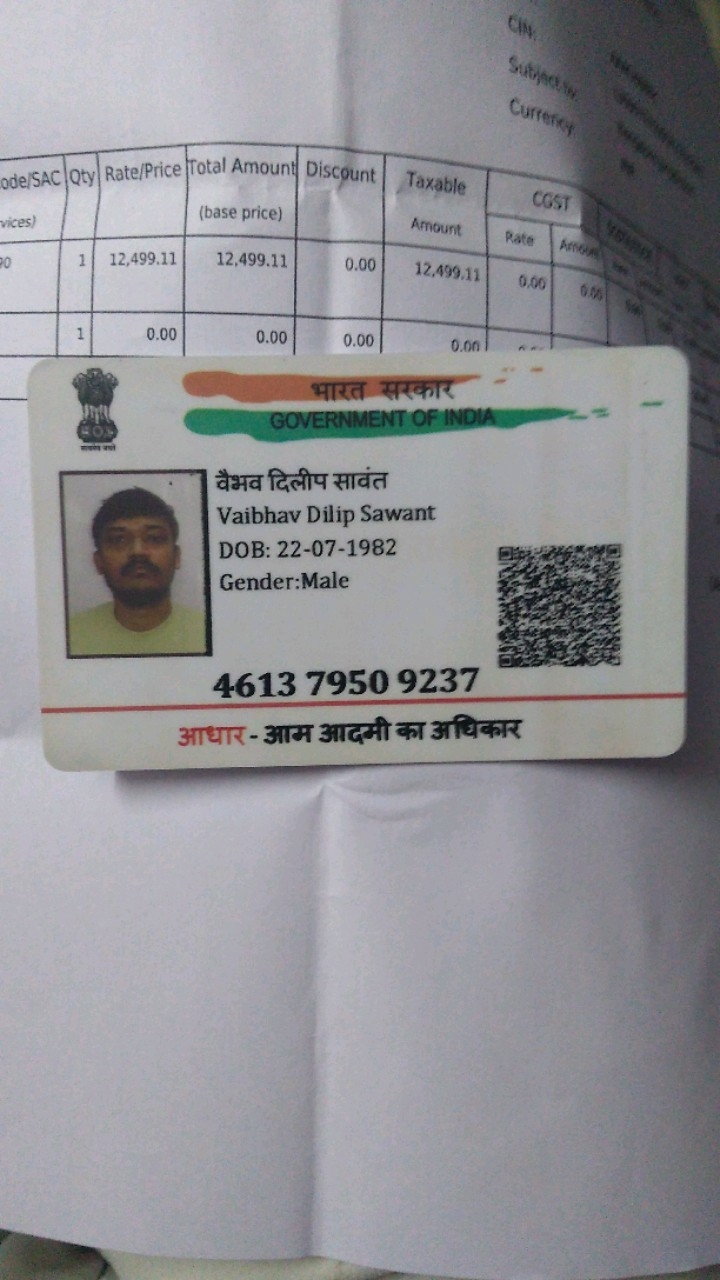 CIN:
Subject to
Currency:
ode/SAC Qty Rate/Price Total Amount Discount Taxable CGST
vices) (base price) Amount Rate Amount
90 1 12,499.11 12,499.11 0.00 12,499.11 0.00 0.00
1 0.00 0.00 0.00 0.00
भारत सरकार
GOVERNMENT OF INDIA
सत्यमेव जयते
वैभव दिलीप सावंत
Vaibhav Dilip Sawant
DOB: 22-07-1982
Gender:Male
4613 7950 9237
आधार - आम आदमी का अधिकार